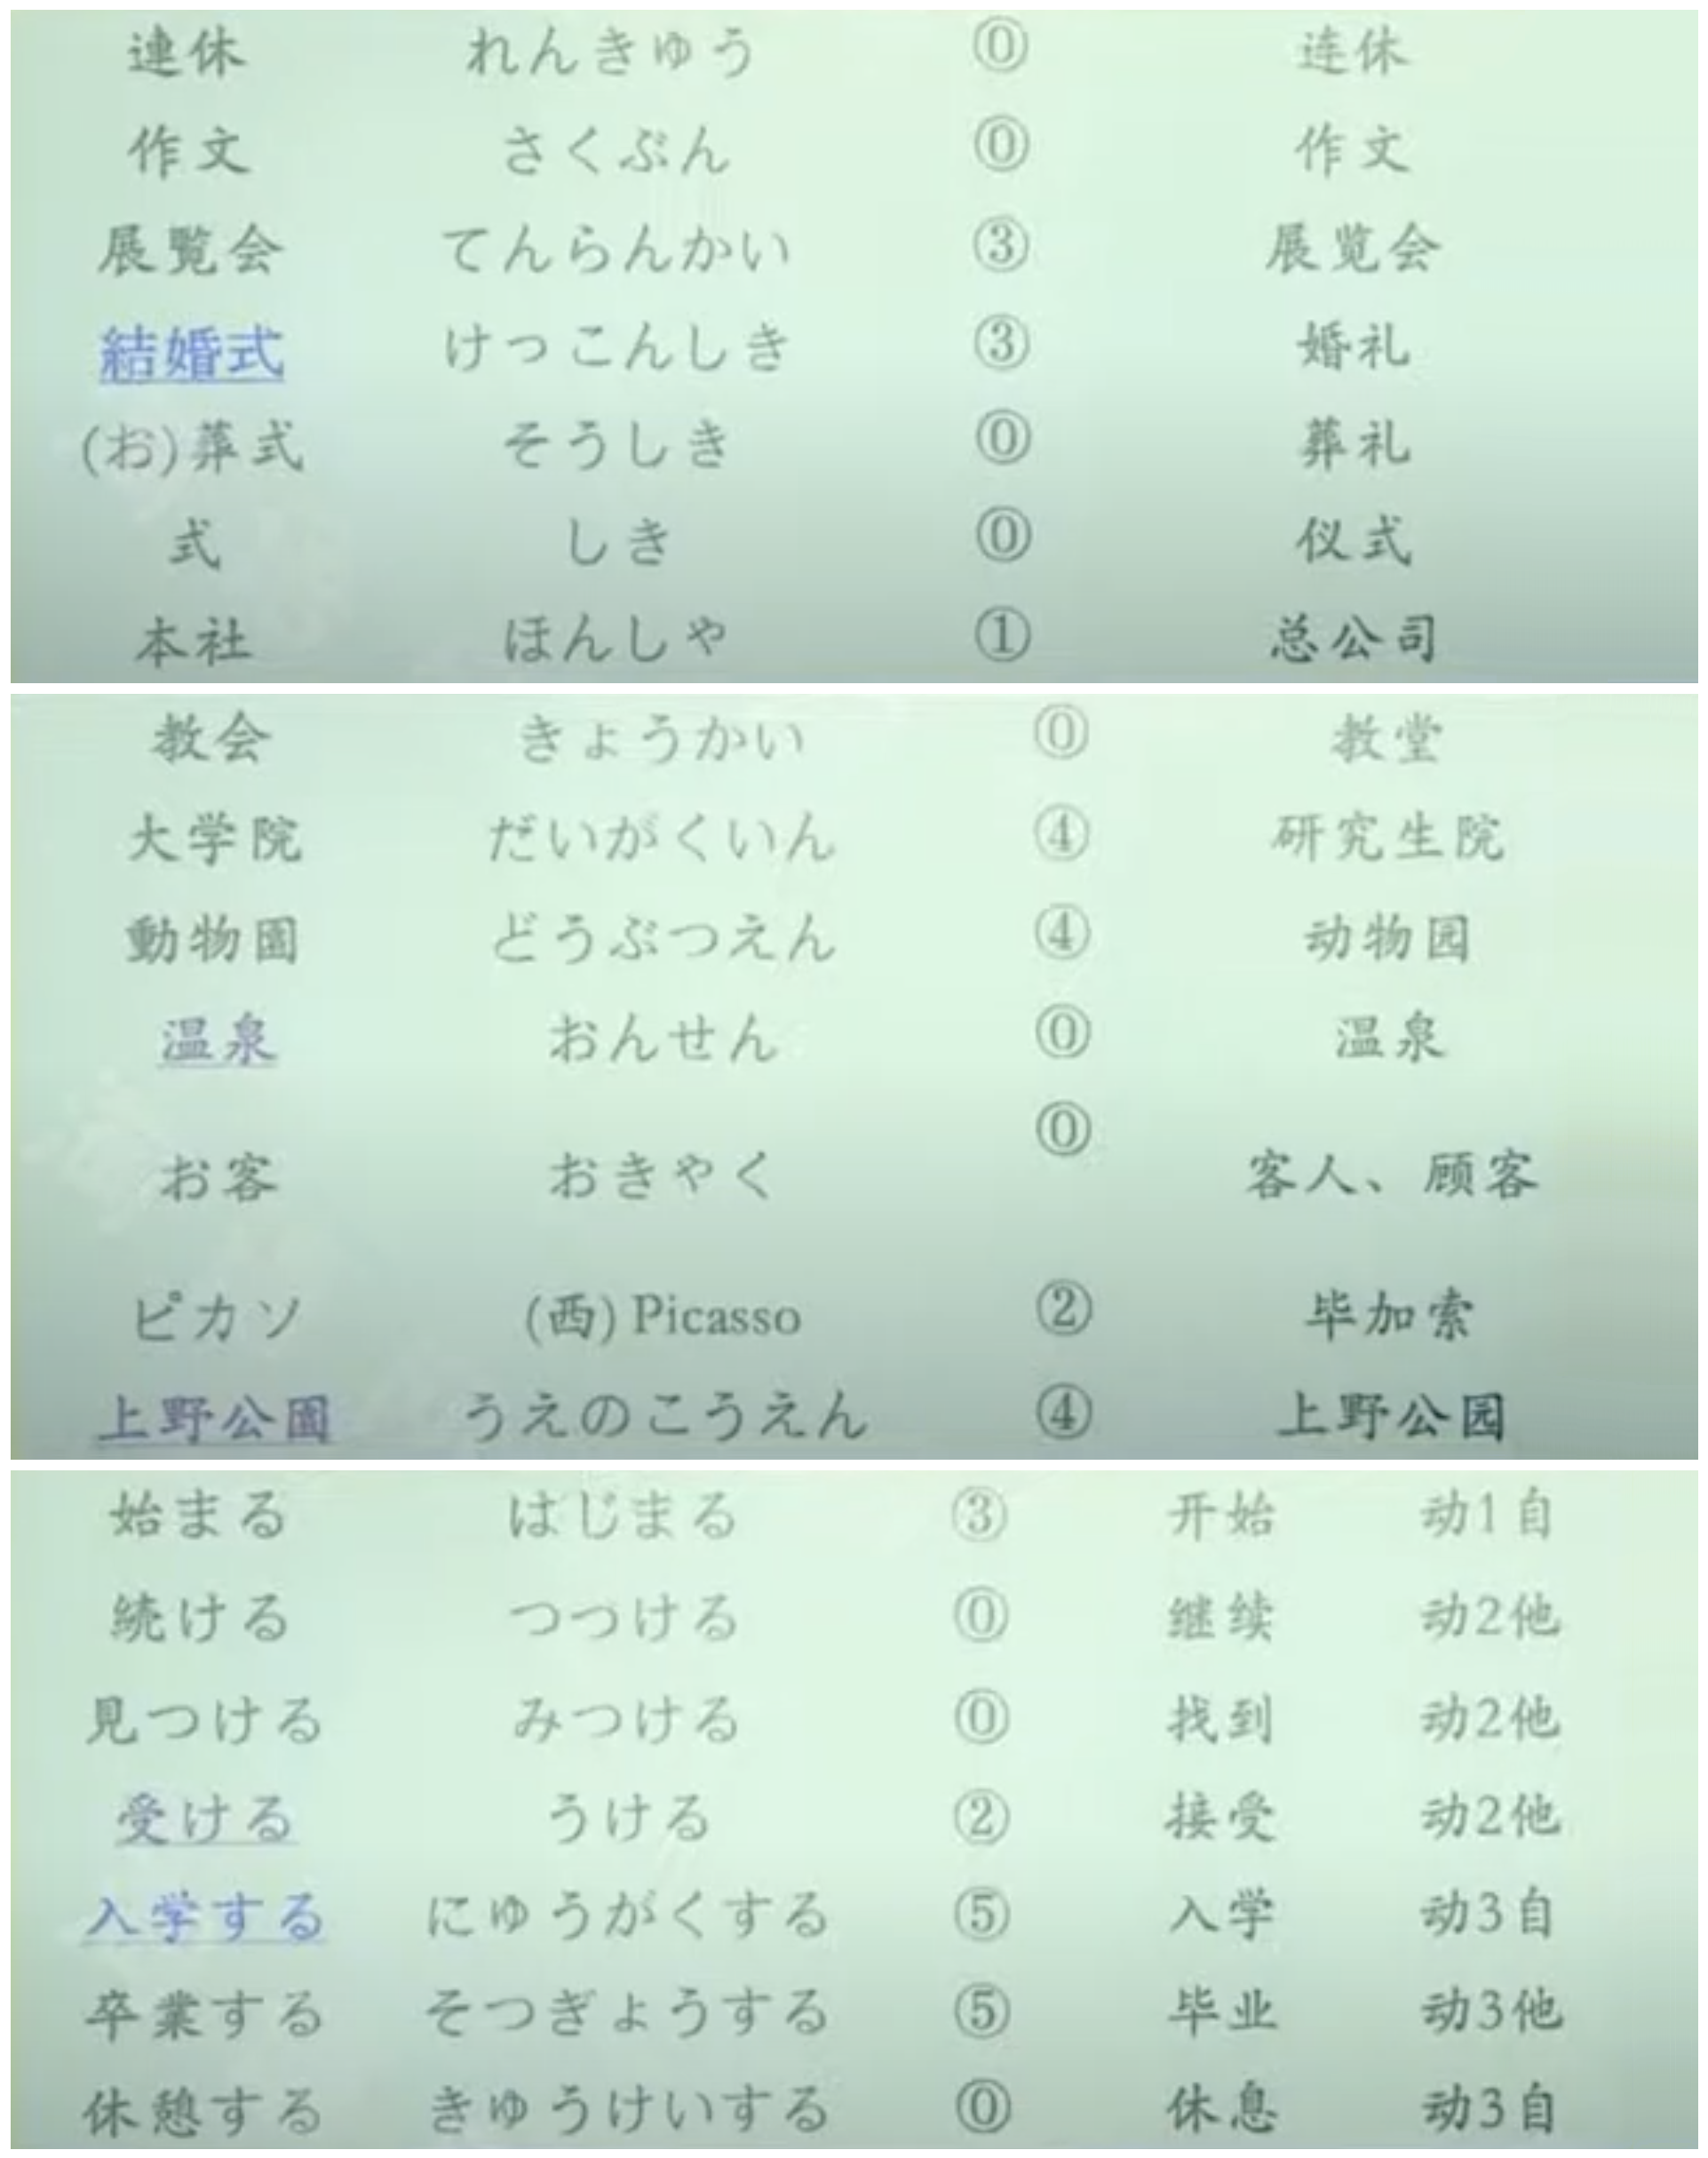 連休 れんきゅう ⓪ 连休
作文 さくぶん ⓪ 作文
展覧会 てんらんかい ③ 展览会
結婚式 けっこんしき ③ 婚礼
(お)葬式 そうしき ⓪ 葬礼
式 しき ⓪ 仪式
本社 ほんしゃ ① 总公司
教会 きょうかい ⓪ 教堂
大学院 だいがくいん ④ 研究生院
動物園 どうぶつえん ④ 动物园
温泉 おんせん ⓪ 温泉
お客 おきゃく ⓪ 客人、顾客
ピカソ (西) Picasso ② 毕加索
上野公園 うえのこうえん ④ 上野公园
始まる はじまる ③ 开始 动1自
続ける つつける ⓪ 继续 动2他
見つける みつける ⓪ 找到 动2他
受ける うける ② 接受 动2他
入学する にゅうがくする ⑤ 入学 动3自
卒業する そつぎょうする ⑤ 毕业 动3他
休憩する きゅうけいする ⓪ 休息 动3自